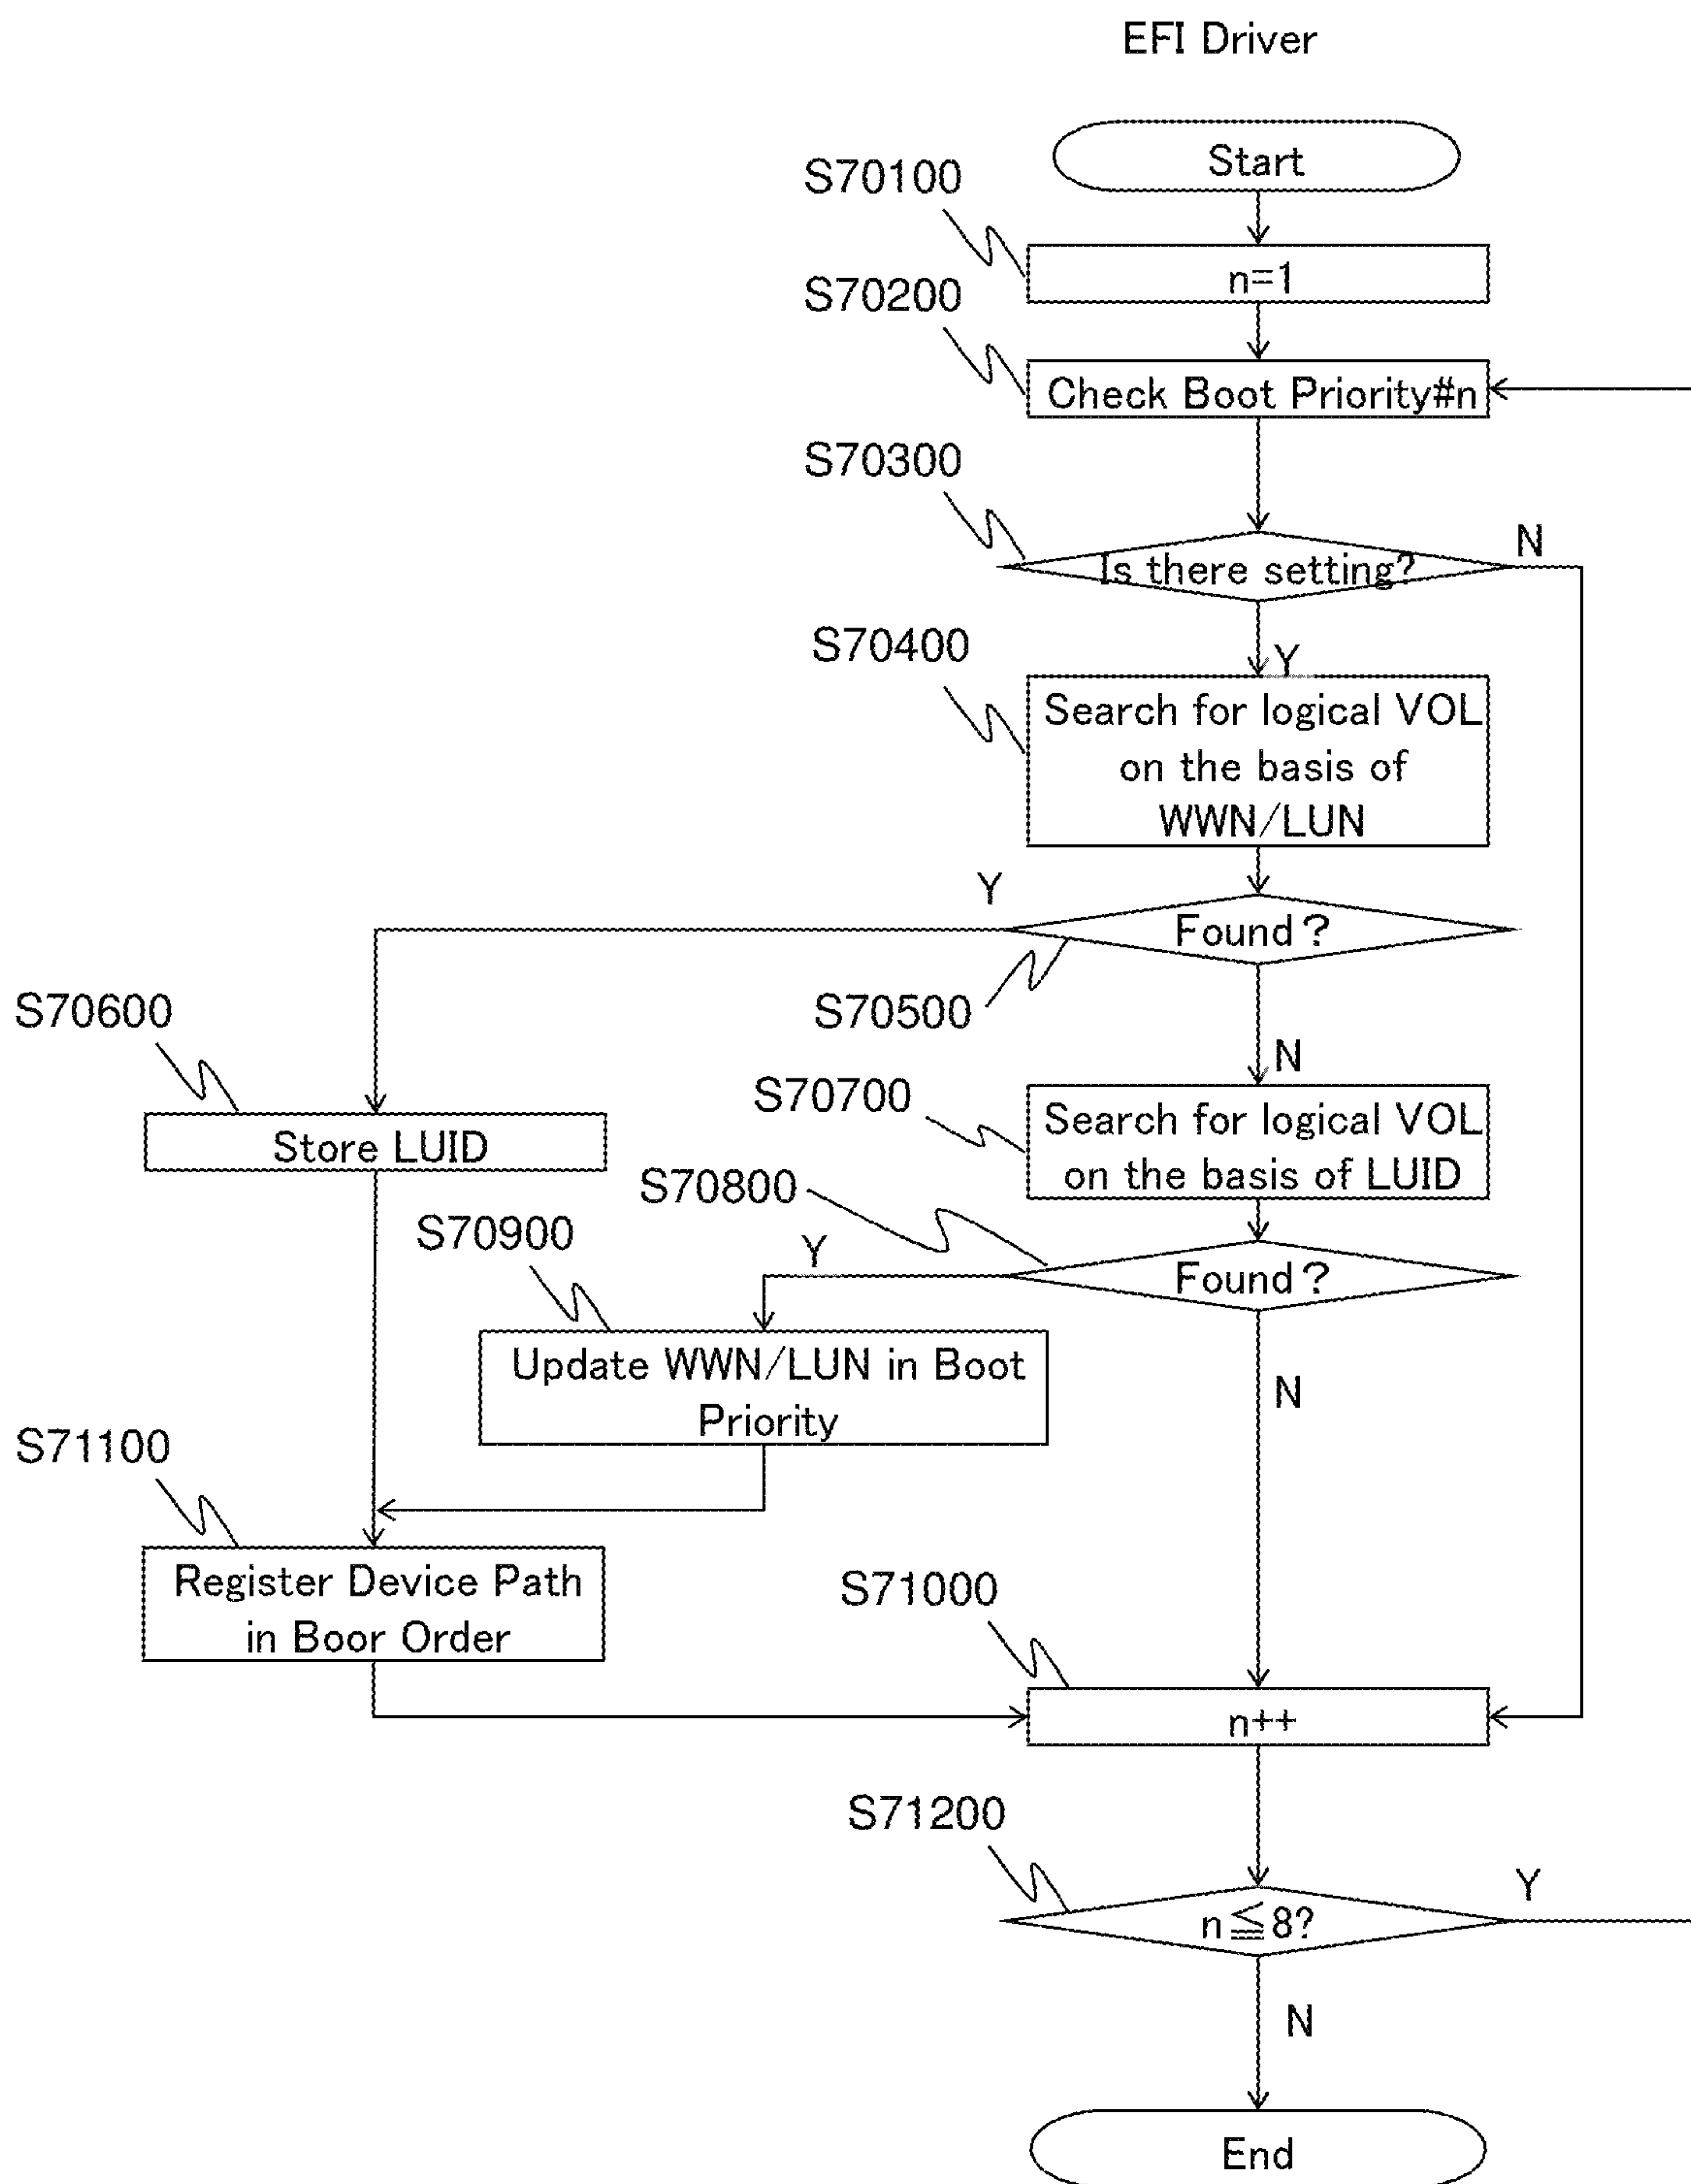 EFI Driver
Start
S70100
n=1
S70200
Check Boot Priority#n
S70300
Is there setting?
N
Y
S70400
Search for logical VOL
on the basis of
WWN/LUN
Y
Found?
S70500
N
S70600
Store LUID
S70700
Search for logical VOL
on the basis of LUID
S70800
Y
Found?
N
S70900
Update WWN/LUN in Boot
Priority
S71100
Register Device Path
in Boor Order
S71000
n++
S71200
n≦8?
Y
N
End